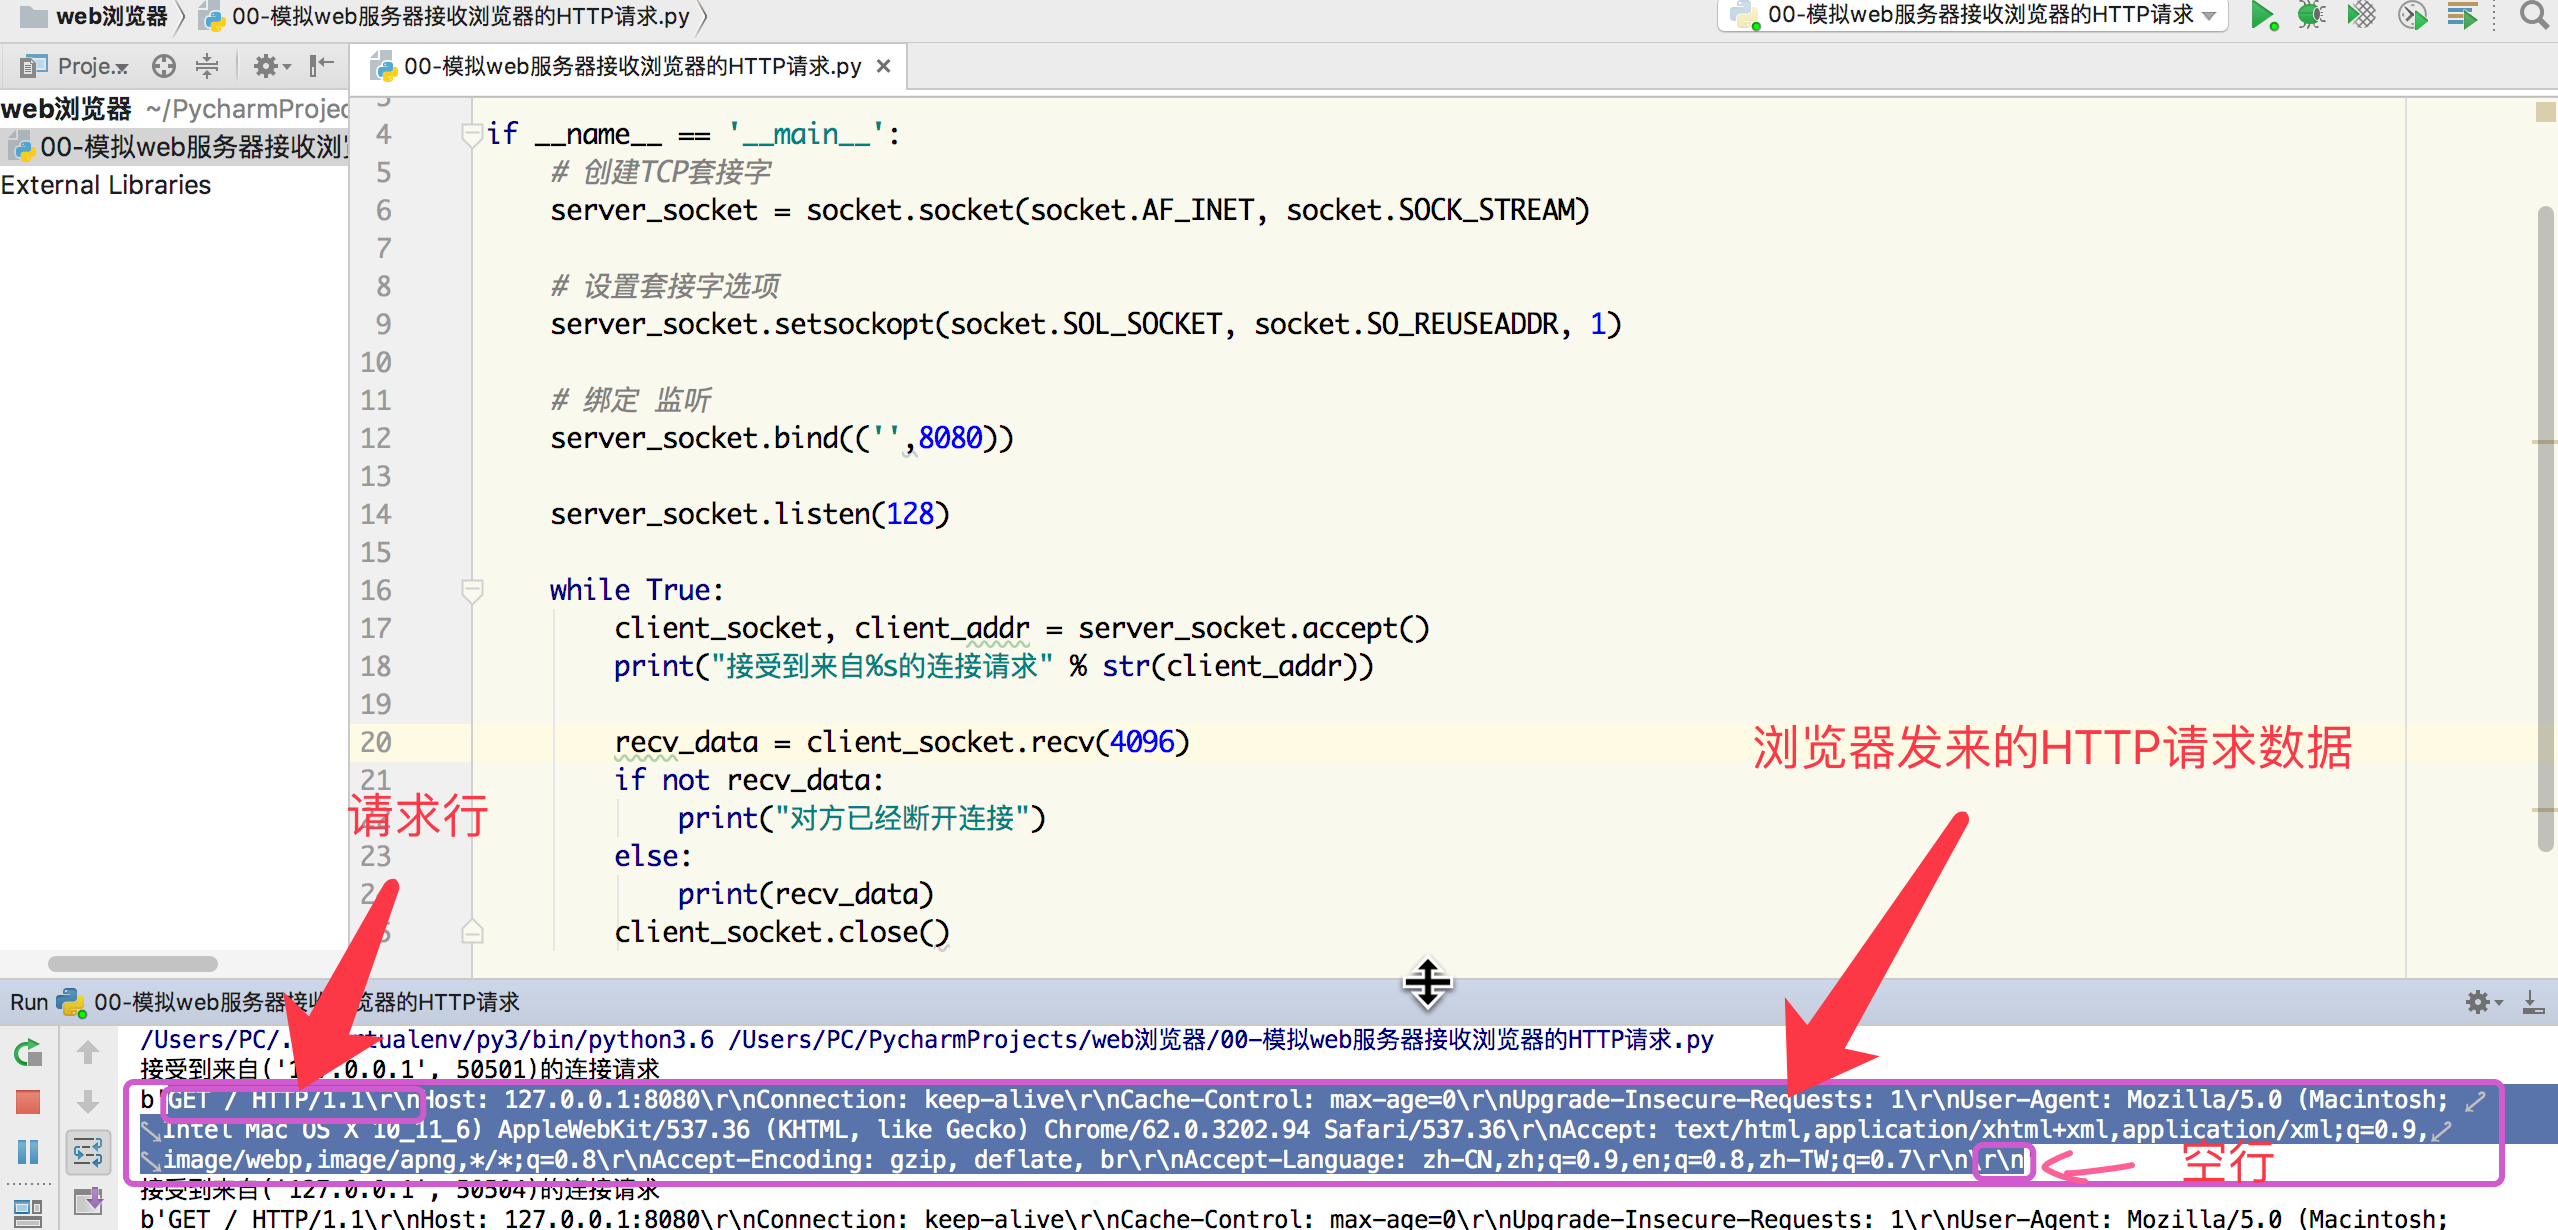 web浏览器
00-模拟web服务器接收浏览器的HTTP请求.py
00-模拟web服务器接收浏览器的HTTP请求
Proje..
00-模拟web服务器接收浏览器的HTTP请求.py
web浏览器 ~/PycharmProjec
00-模拟web服务器接收浏
External Libraries
4 if __name__ == '__main__':
5 # 创建TCP套接字
6 server_socket = socket.socket(socket.AF_INET, socket.SOCK_STREAM)
7
8 # 设置套接字选项
9 server_socket.setsockopt(socket.SOL_SOCKET, socket.SO_REUSEADDR, 1)
10
11 # 绑定 监听
12 server_socket.bind(('',8080))
13
14 server_socket.listen(128)
15
16 while True:
17 client_socket, client_addr = server_socket.accept()
18 print("接受到来自%s的连接请求" % str(client_addr))
19
20 recv_data = client_socket.recv(4096)
浏览器发来的HTTP请求数据
21 if not recv_data:
请求行
print("对方已经断开连接")
23 else:
print(recv_data)
client_socket.close()
Run 00-模拟web服务器接收浏览器的HTTP请求
/Users/PC/. tualenv/py3/bin/python3.6 /Users/PC/PycharmProjects/web浏览器/00-模拟web服务器接收浏览器的HTTP请求.py
接受到来自('127.0.0.1', 50501)的连接请求
b'GET / HTTP/1.1\r\nHost: 127.0.0.1:8080\r\nConnection: keep-alive\r\nCache-Control: max-age=0\r\nUpgrade-Insecure-Requests: 1\r\nUser-Agent: Mozilla/5.0 (Macintosh;
Intel Mac OS X 10_11_6) AppleWebKit/537.36 (KHTML, like Gecko) Chrome/62.0.3202.94 Safari/537.36\r\nAccept: text/html,application/xhtml+xml,application/xml;q=0.9,
image/webp,image/apng,*/*;q=0.8\r\nAccept-Encoding: gzip, deflate, br\r\nAccept-Language: zh-CN,zh;q=0.9,en;q=0.8,zh-TW;q=0.7\r\n\r\n'
空行
接受到来自('127.0.0.1', 50504)的连接请求
b'GET / HTTP/1.1\r\nHost: 127.0.0.1:8080\r\nConnection: keep-alive\r\nCache-Control: max-age=0\r\nUpgrade-Insecure-Requests: 1\r\nUser-Agent: Mozilla/5.0 (Macintosh;